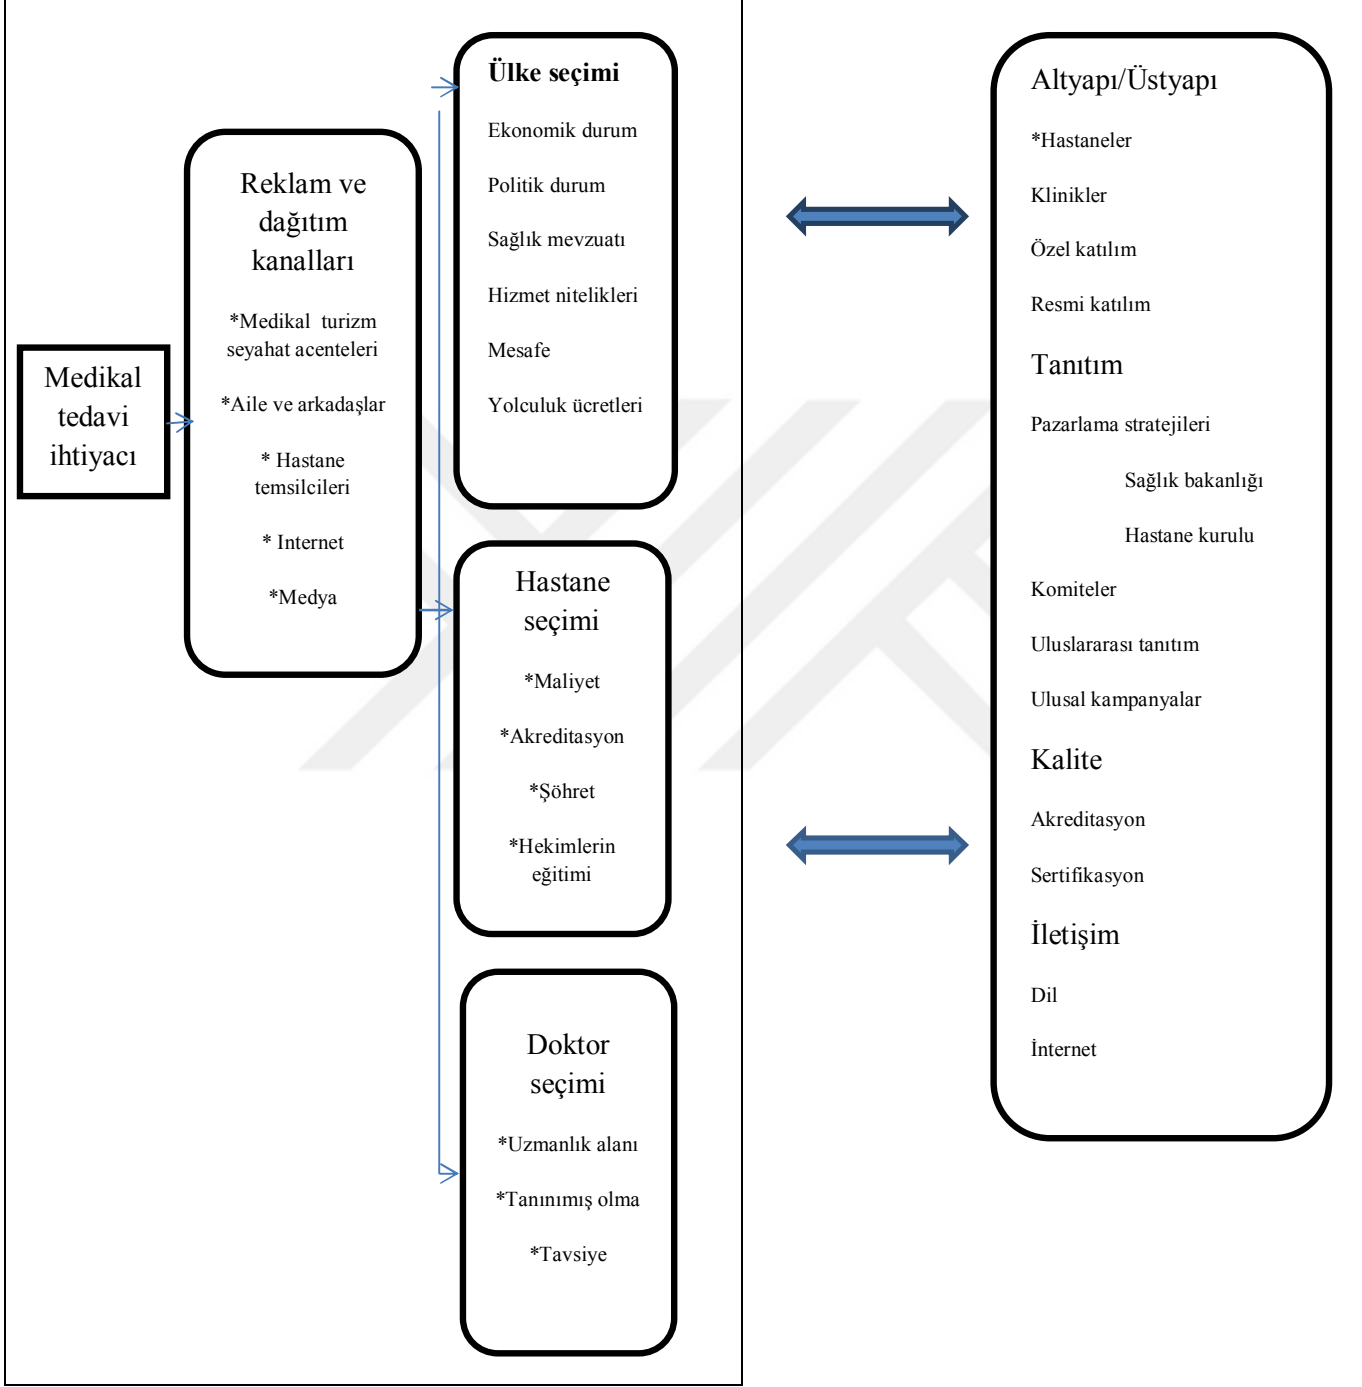 Medikal
tedavi
ihtiyacı
Reklam ve
dağıtım
kanalları
*Medikal turizm
seyahat acenteleri
*Aile ve arkadaşlar
* Hastane
temsilcileri
* Internet
*Medya
Ülke seçimi
Ekonomik durum
Politik durum
Sağlık mevzuatı
Hizmet nitelikleri
Mesafe
Yolculuk ücretleri
Hastane
seçimi
*Maliyet
*Akreditasyon
*Şöhret
*Hekimlerin
eğitimi
Doktor
seçimi
*Uzmanlık alanı
*Tanınımış olma
*Tavsiye
Altyapı/Üstyapı
*Hastaneler
Klinikler
Özel katılım
Resmi katılım
Tanıtım
Pazarlama stratejileri
Sağlık bakanlığı
Hastane kurulu
Komiteler
Uluslararası tanıtım
Ulusal kampanyalar
Kalite
Akreditasyon
Sertifikasyon
İletişim
Dil
İnternet